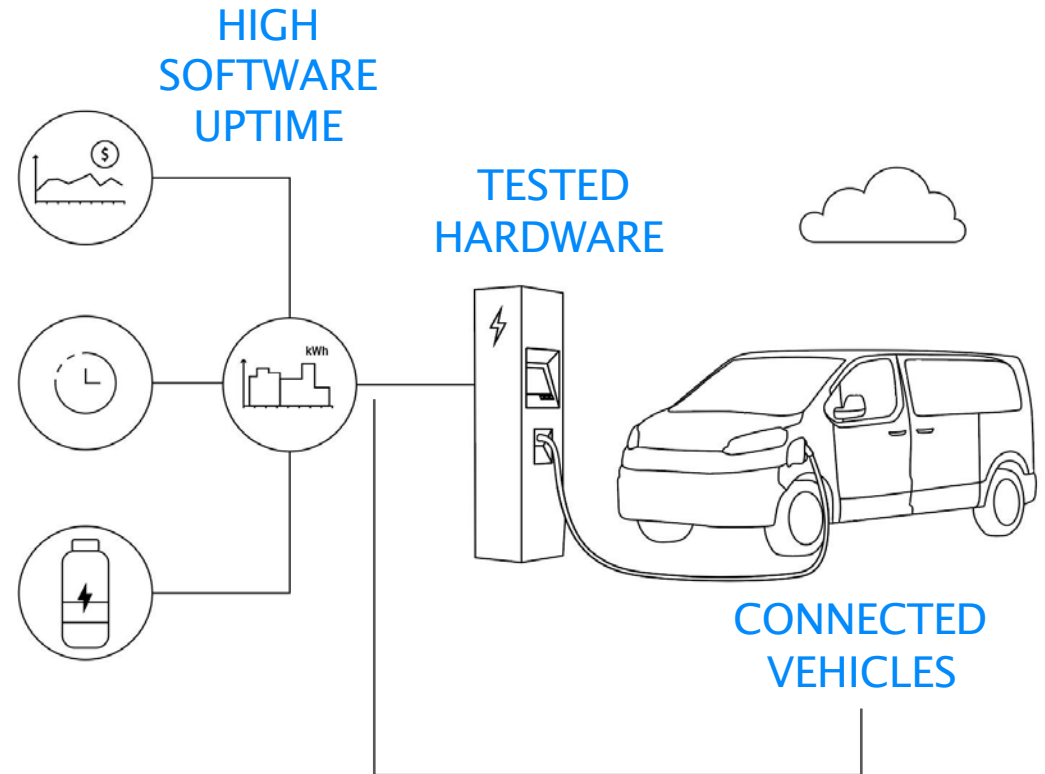 HIGH
SOFTWARE
UPTIME
$
TESTED
HARDWARE
kWh
CONNECTED
VEHICLES